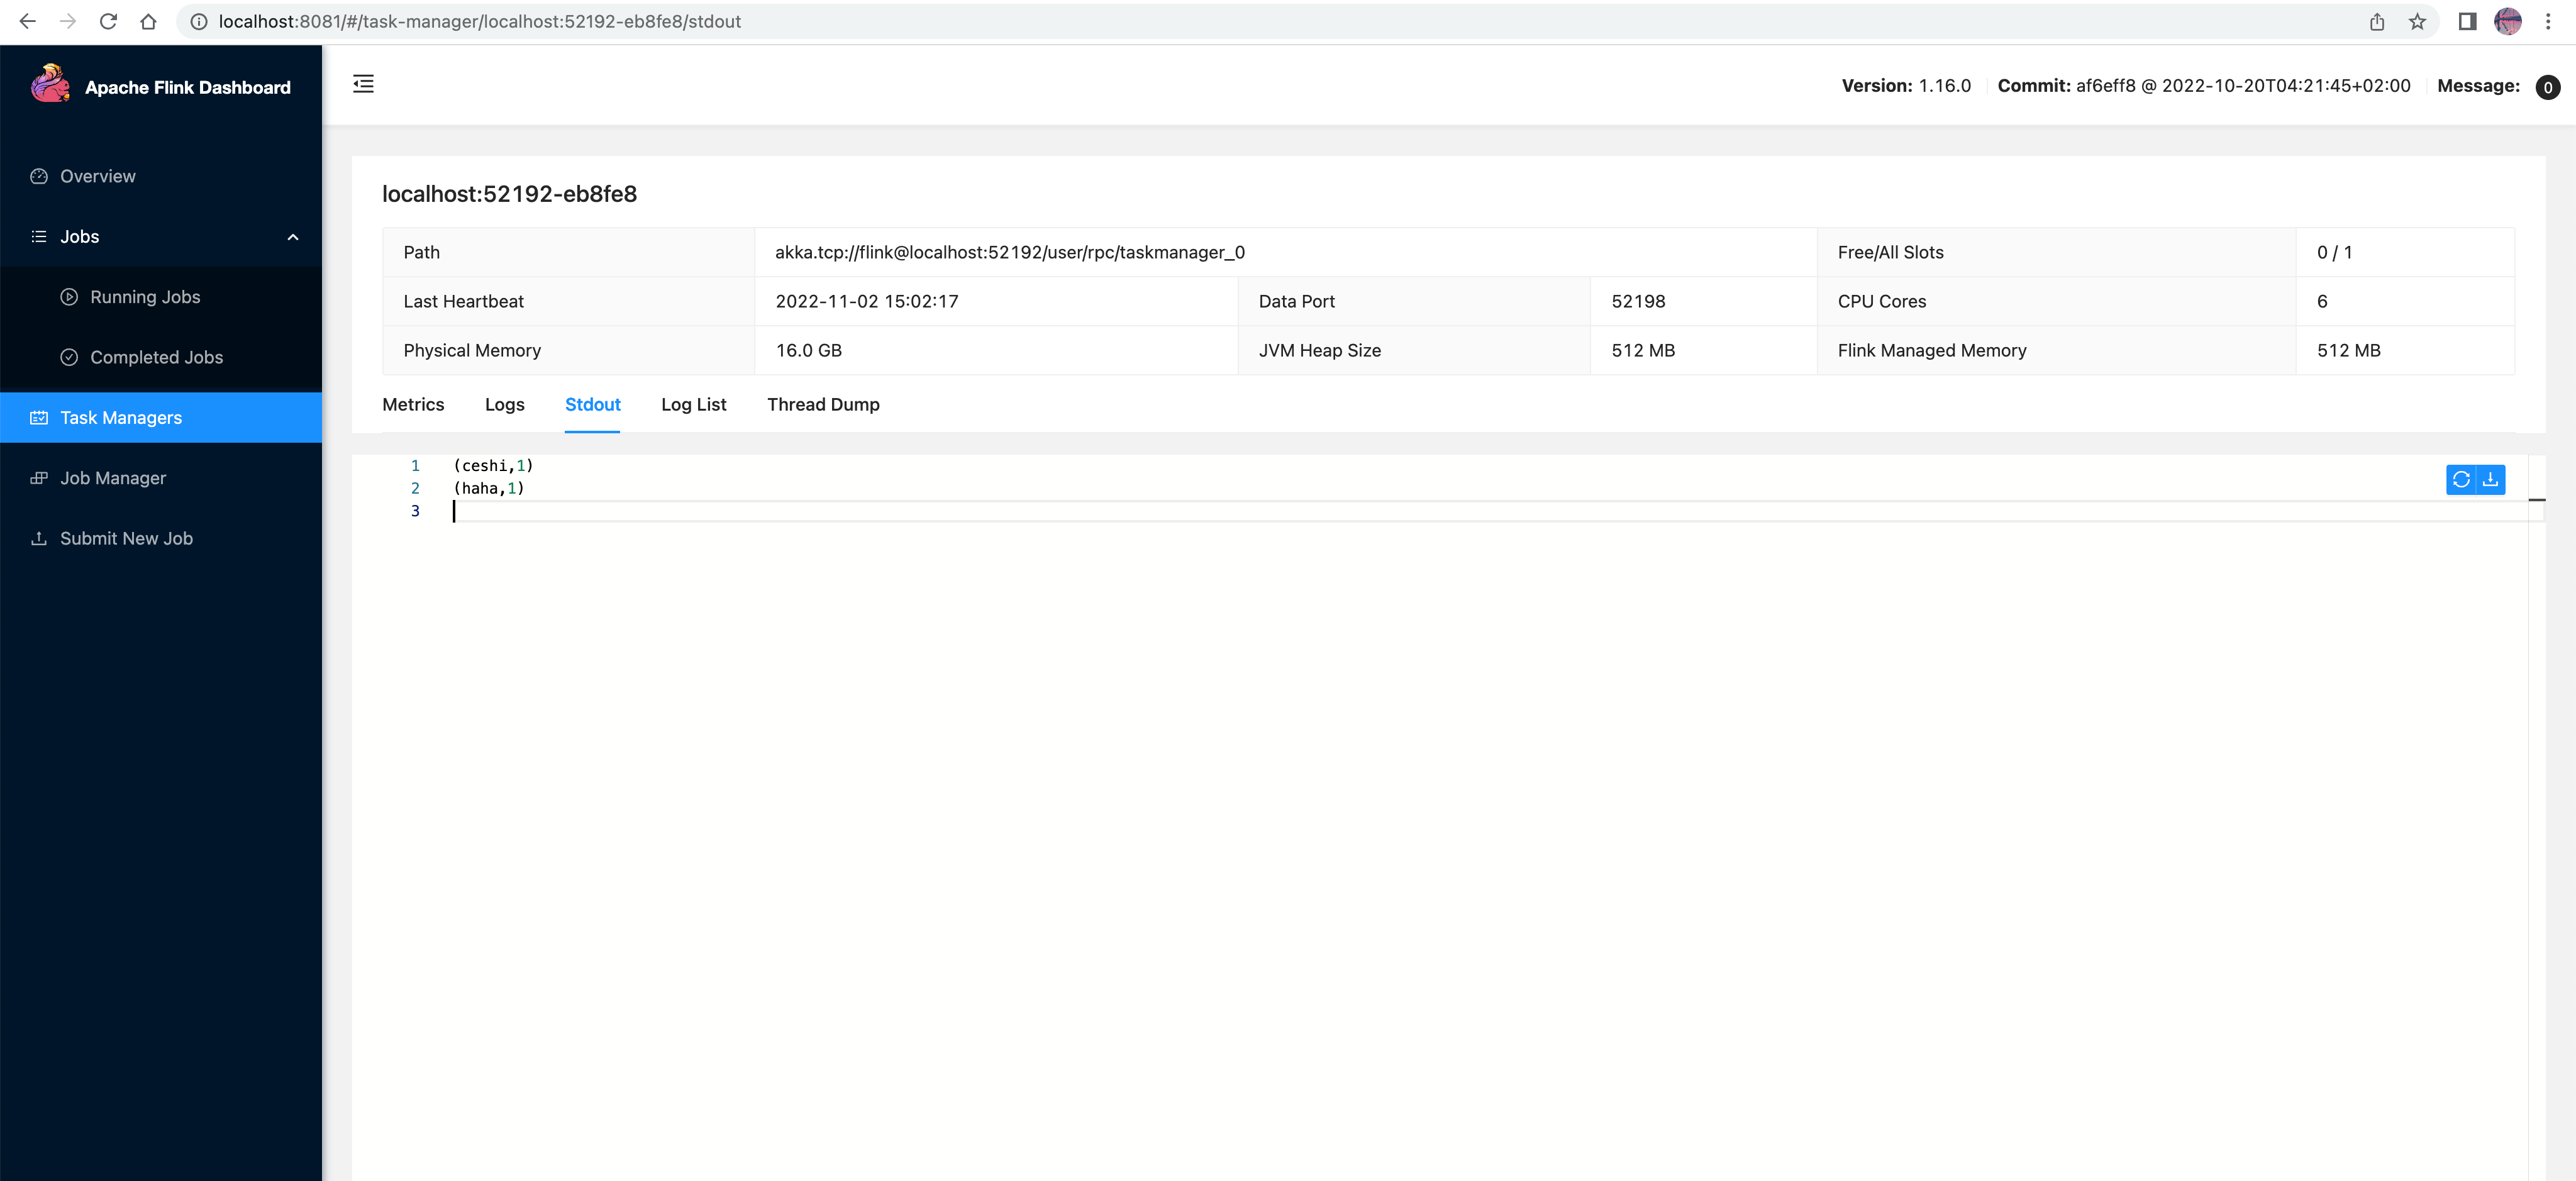 localhost:8081/#/task-manager/localhost:52192-eb8fe8/stdout
Apache Flink Dashboard
Version: 1.16.0 Commit: af6eff8 @ 2022-10-20T04:21:45+02:00 Message: 0
Overview
Jobs
Running Jobs
Completed Jobs
Task Managers
Job Manager
Submit New Job
localhost:52192-eb8fe8
Path akka.tcp://flink@localhost:52192/user/rpc/taskmanager_0 Free/All Slots 0 / 1
Last Heartbeat 2022-11-02 15:02:17 Data Port 52198 CPU Cores 6
Physical Memory 16.0 GB JVM Heap Size 512 MB Flink Managed Memory 512 MB
Metrics Logs Stdout Log List Thread Dump
1 (ceshi,1)
2 (haha,1)
3